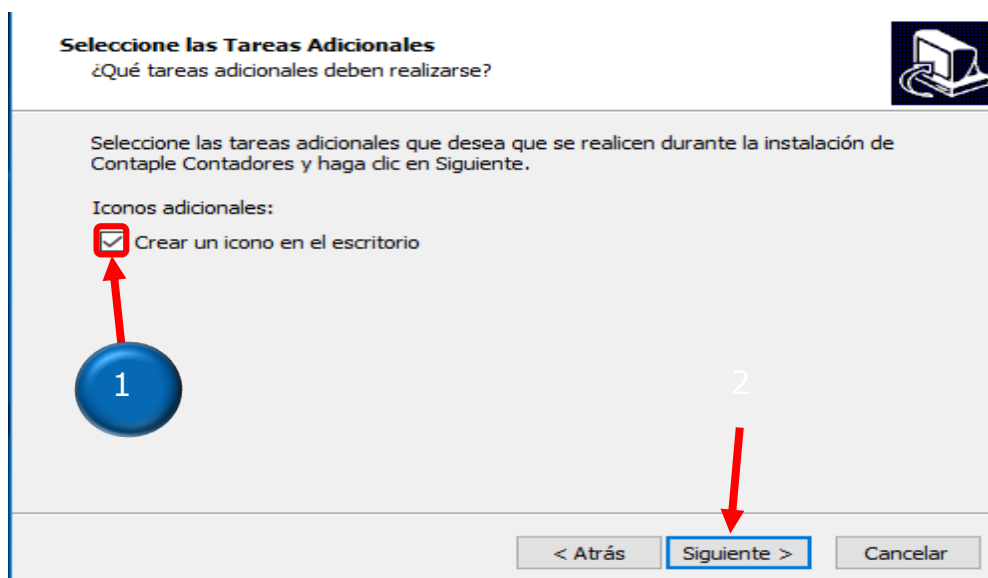 Seleccione las Tareas Adicionales
¿Qué tareas adicionales deben realizarse?
Seleccione las tareas adicionales que desea que se realicen durante la instalación de
Contaple Contadores y haga clic en Siguiente.
Iconos adicionales:
Crear un icono en el escritorio
1
2
< Atrás
Siguiente >
Cancelar